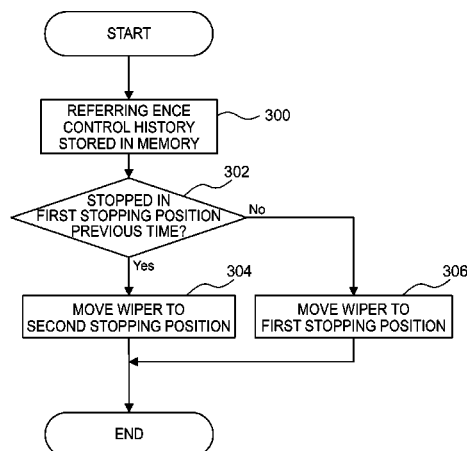 START
REFERRING ENCE
CONTROL HISTORY
STORED IN MEMORY
300
302
STOPPED IN
FIRST STOPPING POSITION
PREVIOUS TIME?
No
Yes
304
MOVE WIPER TO
SECOND STOPPING POSITION
306
MOVE WIPER TO
FIRST STOPPING POSITION
END